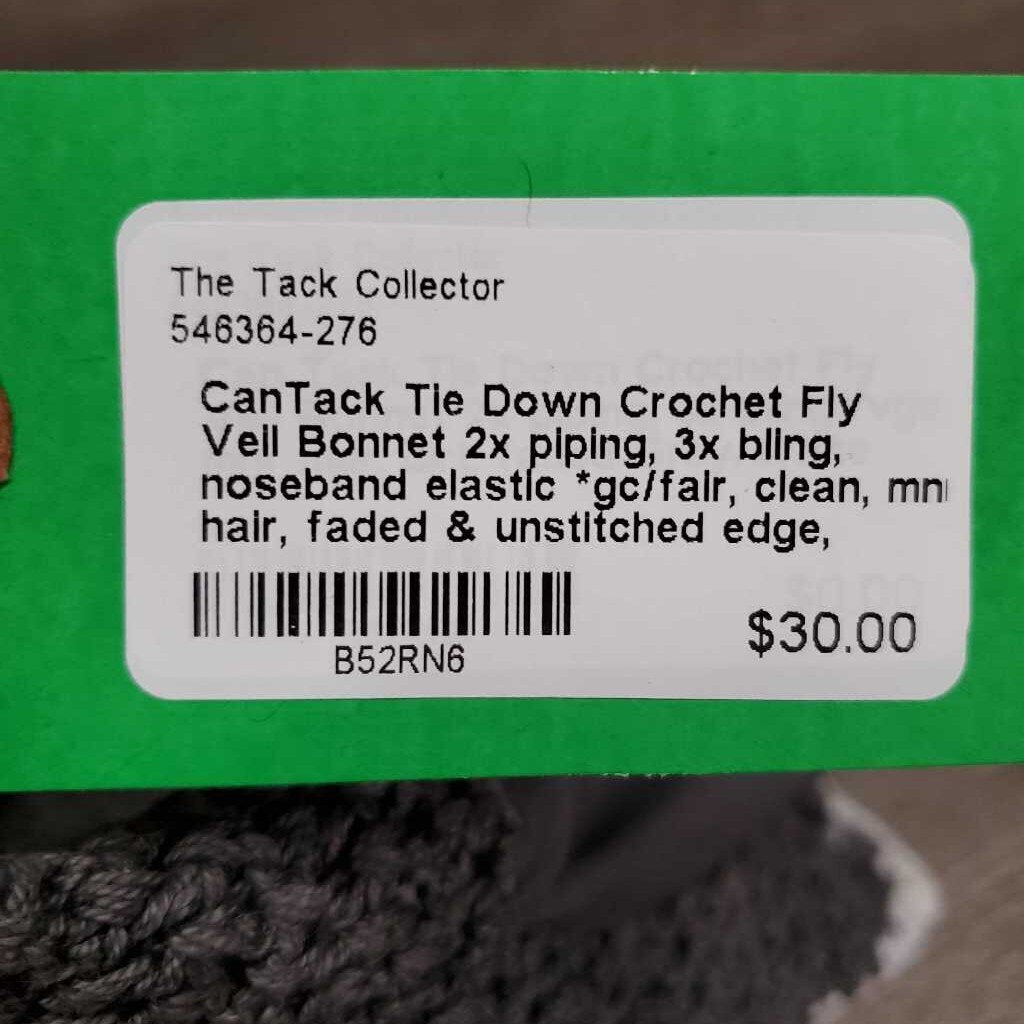 The Tack Collector
546364-276
CanTack Tie Down Crochet Fly
Veil Bonnet 2x piping, 3x bling,
noseband elastic *gc/fair, clean, mn
hair, faded & unstitched edge,
B52RN6
$30.00